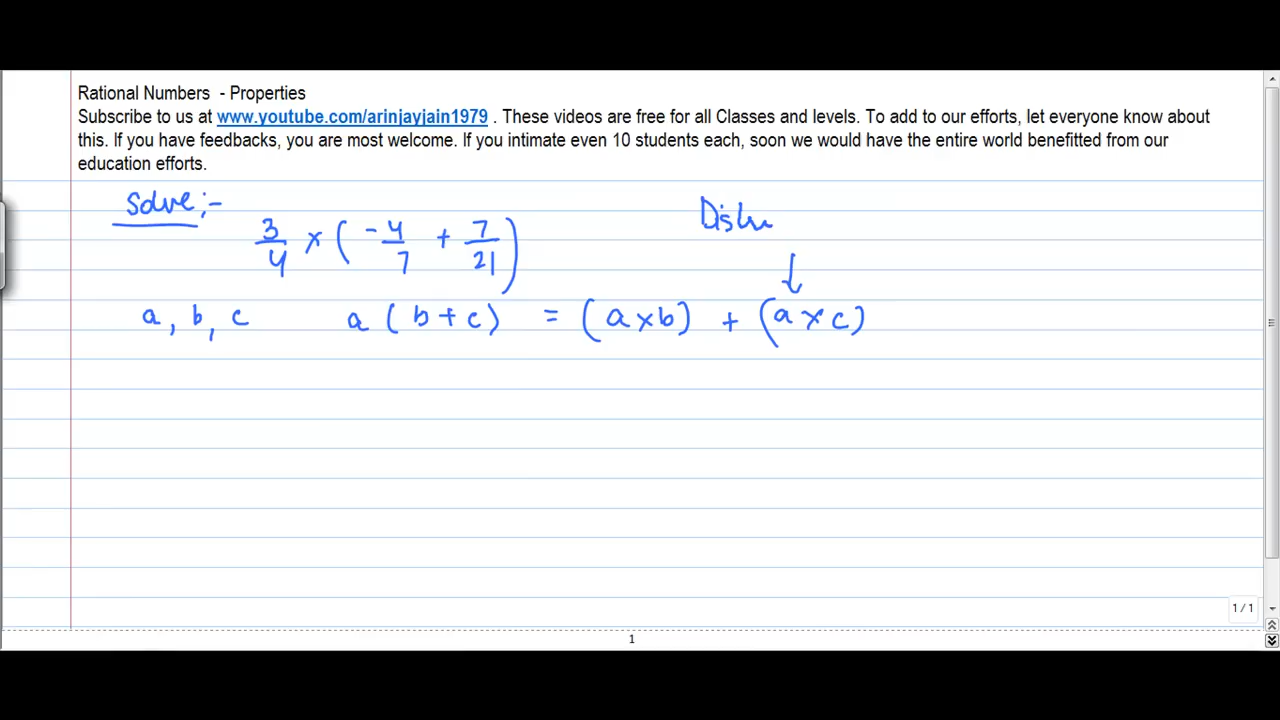 Rational Numbers - Properties
Subscribe to us at www.youtube.com/arinjayjain1979 . These videos are free for all Classes and levels. To add to our efforts, let everyone know about
this. If you have feedbacks, you are most welcome. If you intimate even 10 students each, soon we would have the entire world benefitted from our
education efforts.
Solve :-
3/4 × ( -4/7 + 7/21 )
a, b, c a ( b + c ) = ( a × b ) + ( a × c )
1 / 1
1